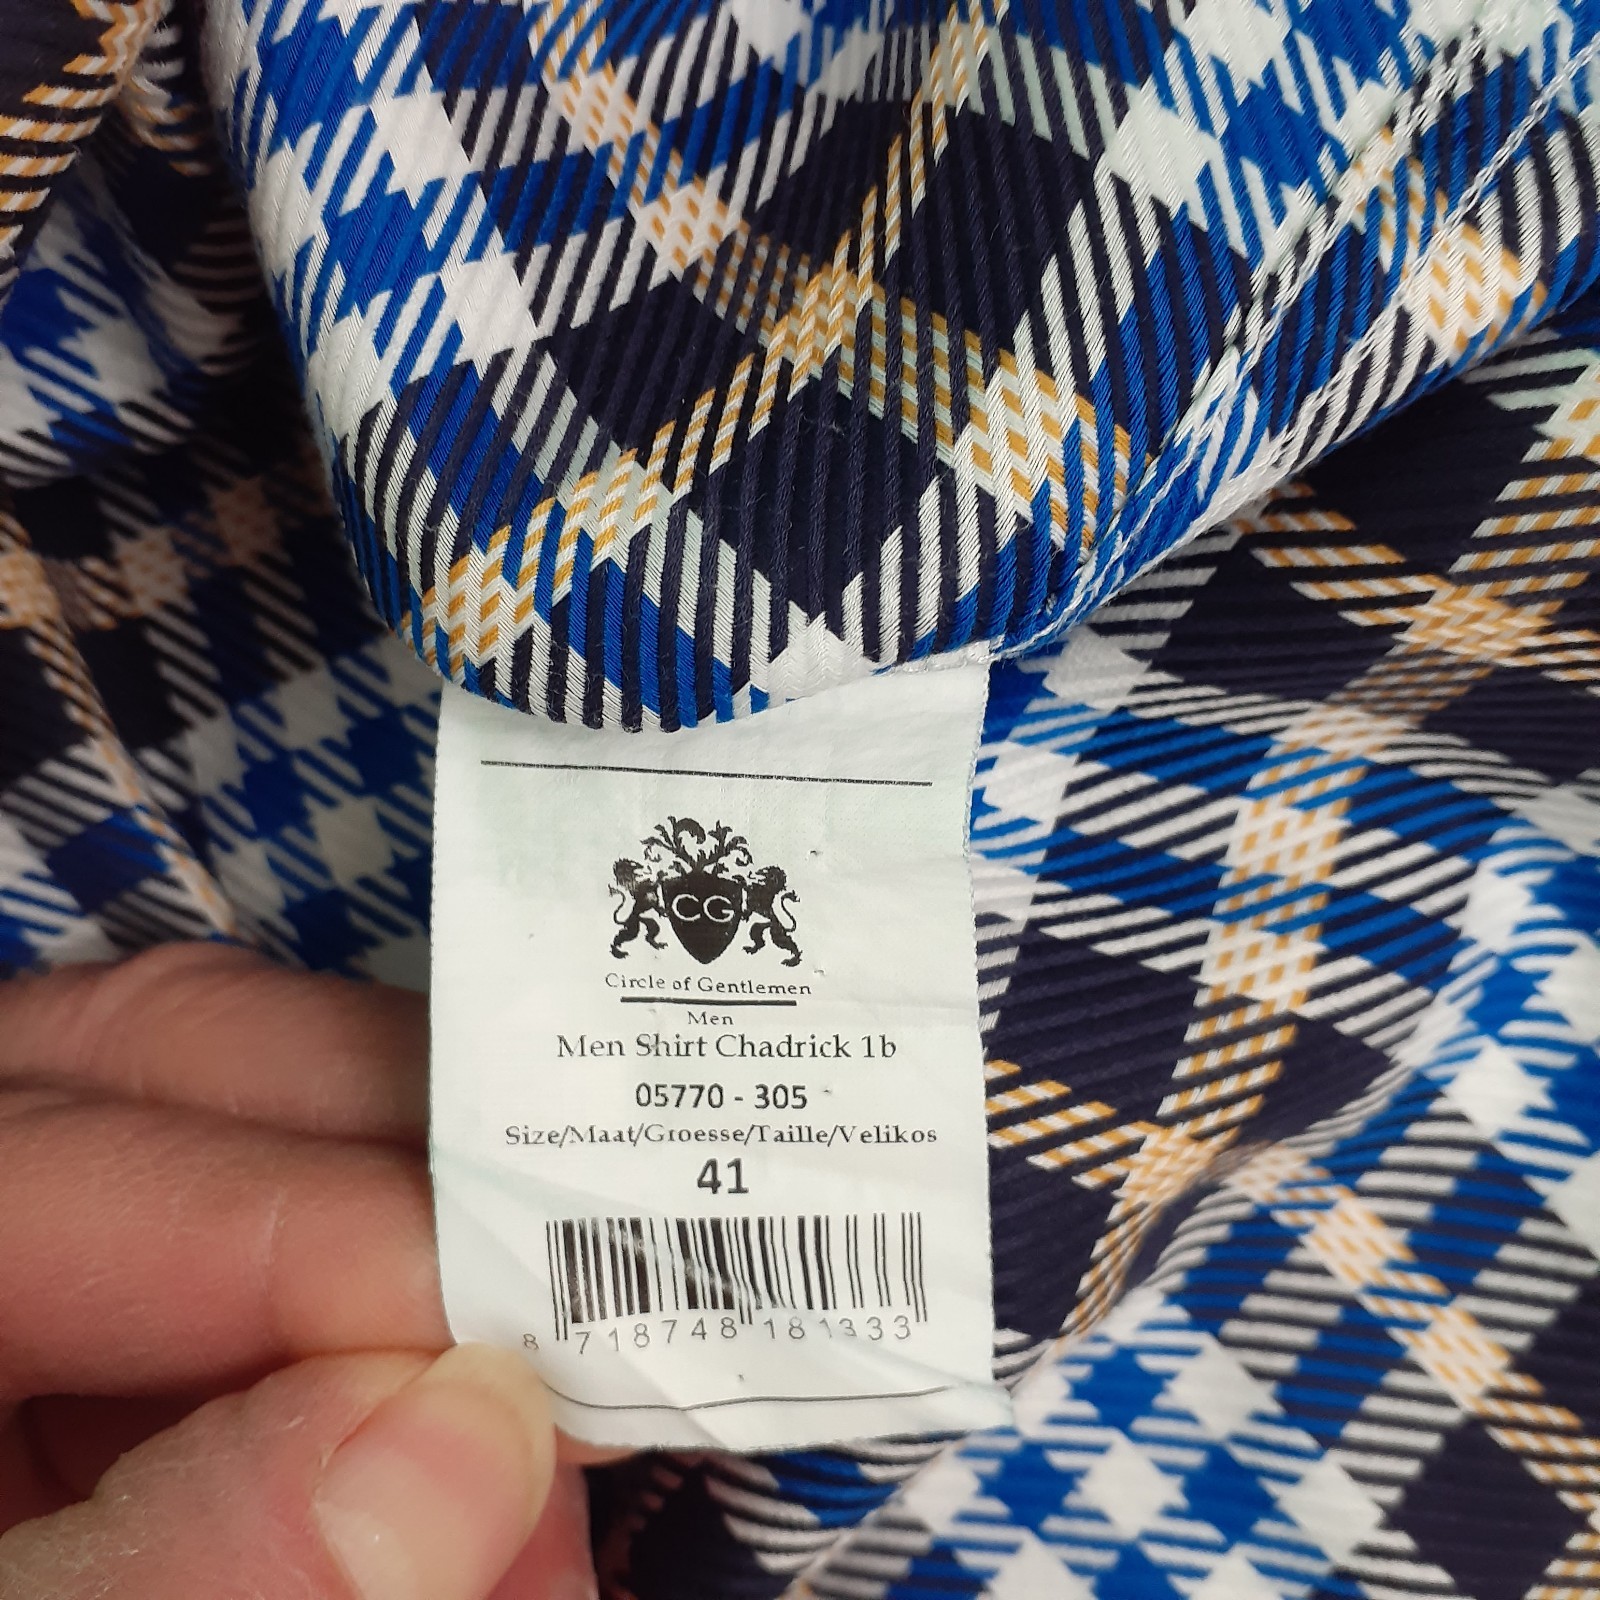 CG
Circle of Gentlemen
Men
Men Shirt Chadrick 1b
05770 - 305
Size/Maat/Groesse/Taille/Velikos
41
8 718748 181333